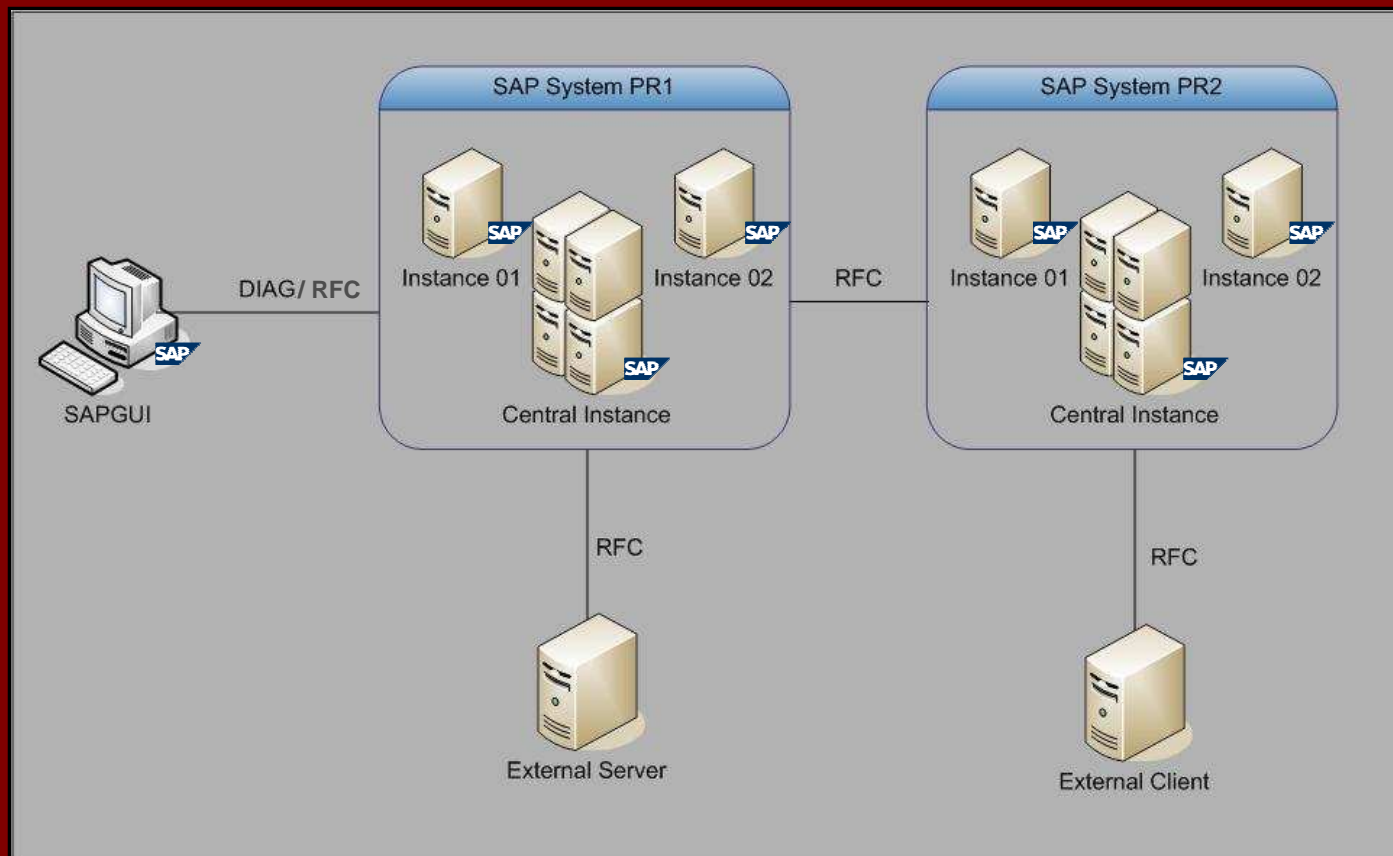 SAP System PR1
SAP System PR2
SAP
SAP
SAP
SAP
Instance 01
Instance 02
Instance 01
Instance 02
DIAG/ RFC
RFC
SAP
SAP
SAP
SAPGUI
Central Instance
Central Instance
RFC
RFC
External Server
External Client